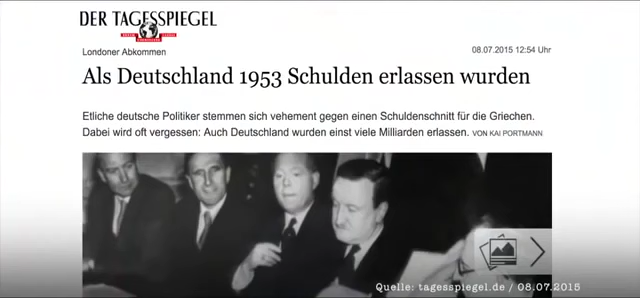 DER TAGESSPIEGEL
Londoner Abkommen
08.07.2015 12:54 Uhr
Als Deutschland 1953 Schulden erlassen wurden
Etliche deutsche Politiker stemmen sich vehement gegen einen Schuldenschnitt für die Griechen.
Dabei wird oft vergessen: Auch Deutschland wurden einst viele Milliarden erlassen. VON KAI PORTMANN
Quelle: tagesspiegel.de / 08.07.2015